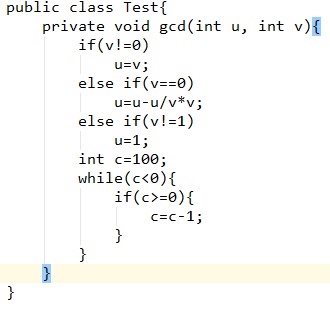 public class Test{
    private void gcd(int u, int v){
        if(v!=0)
            u=v;
        else if(v==0)
            u=u-u/v*v;
        else if(v!=1)
            u=1;
        int c=100;
        while(c<0){
            if(c>=0){
                c=c-1;
            }
        }
    }
}